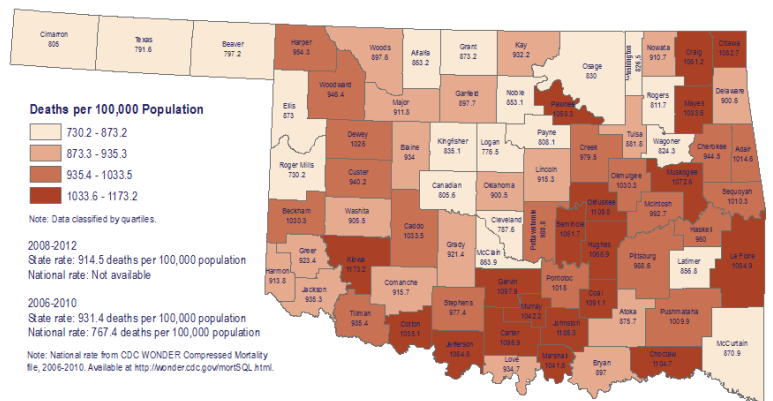 Cimarron
805
Texas
791.6
Beaver
797.2
Harper
954.3
Woods
897.6
Alfalfa
863.2
Grant
873.2
Kay
932.2
Osage
830
Washington
826.5
Nowata
910.7
Craig
Ottawa
Ellis
873
Woodward
946.4
Major
911.8
Garfield
897.7
Noble
853.1
Pawnee
Rogers
811.7
Mayes
Delaware
900.6
Deaths per 100,000 Population
730.2 - 873.2
873.3 - 935.3
935.4 - 1033.5
1033.6 - 1173.2
Note: Data classified by quartiles.
Dewey
1026
Blaine
934
Kingfisher
835.1
Logan
776.5
Payne
808.1
Creek
979.5
Tulsa
881.8
Wagoner
824.3
Cherokee
944.5
Adair
1014.6
Roger Mills
730.2
Custer
940.2
Canadian
805.6
Oklahoma
900.5
Lincoln
915.3
Okmulgee
1030.3
Muskogee
1072.6
Sequoyah
1010.3
Beckham
1030.3
Washita
905.5
Caddo
1033.5
Grady
921.4
Cleveland
787.6
McClain
863.9
Pottawatomie
Seminole
Okfuskee
McIntosh
992.7
Haskell
960
2008-2012
State rate: 914.5 deaths per 100,000 population
National rate: Not available
Greer
923.4
Kiowa
1173.2
Hughes
Pittsburg
988.6
Latimer
856.8
Le Flore
1054.9
Harmon
913.8
Jackson
935.3
Comanche
915.7
Garvin
Pontotoc
1018
Coal
2006-2010
State rate: 931.4 deaths per 100,000 population
National rate: 767.4 deaths per 100,000 population
Tillman
935.4
Cotton
Stephens
977.4
Murray
1042.2
Johnston
Atoka
875.7
Pushmataha
1009.9
McCurtain
870.9
Jefferson
Carter
Love
934.7
Marshall
Bryan
897
Choctaw
1104.7
Note: National rate from CDC WONDER Compressed Mortality
file, 2006-2010. Available at http://wonder.cdc.gov/mortSQL.html.